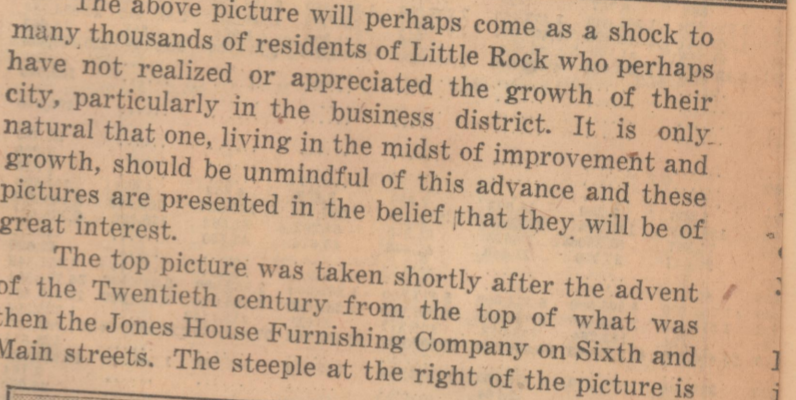 The above picture will perhaps come as a shock to
many thousands of residents of Little Rock who perhaps
have not realized or appreciated the growth of their
city, particularly in the business district. It is only
natural that one, living in the midst of improvement and
growth, should be unmindful of this advance and these
pictures are presented in the belief that they will be of
great interest.
The top picture was taken shortly after the advent
of the Twentieth century from the top of what was
then the Jones House Furnishing Company on Sixth and
Main streets. The steeple at the right of the picture is